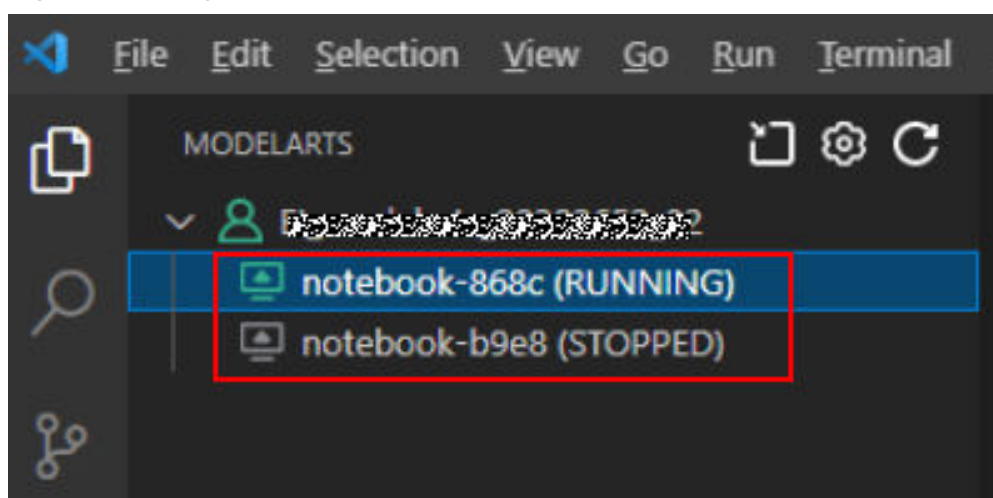 File Edit Selection View Go Run Terminal
MODELARTS
notebook-868c (RUNNING)
notebook-b9e8 (STOPPED)